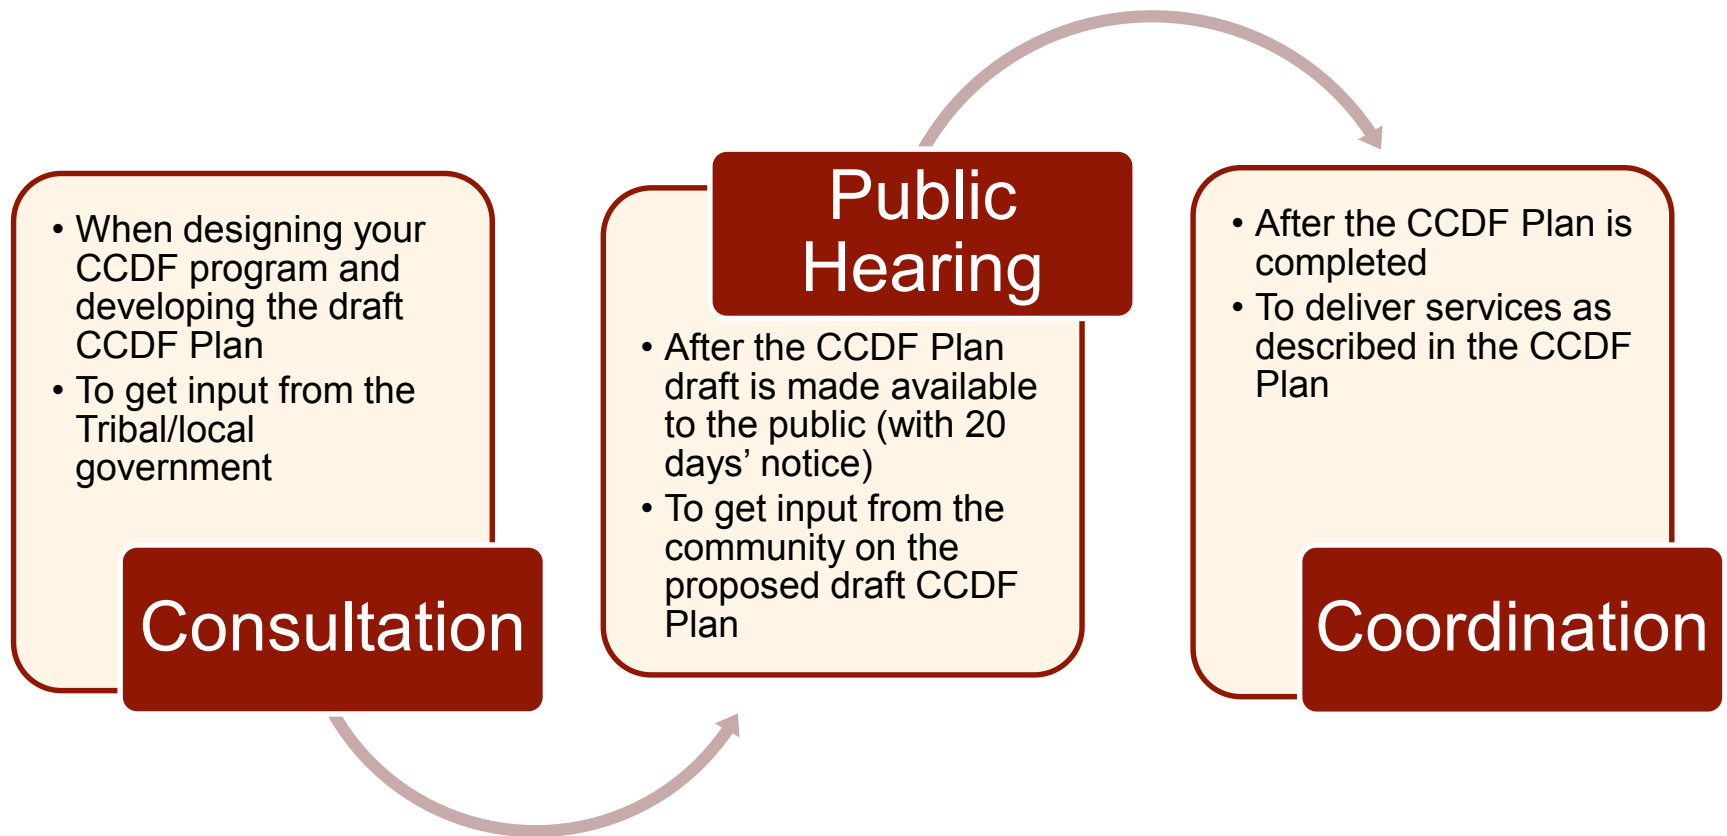 • When designing your
CCDF program and
developing the draft
CCDF Plan
• To get input from the
Tribal/local
government
Consultation
Public
Hearing
• After the CCDF Plan
draft is made available
to the public (with 20
days’ notice)
• To get input from the
community on the
proposed draft CCDF
Plan
• After the CCDF Plan is
completed
• To deliver services as
described in the CCDF
Plan
Coordination